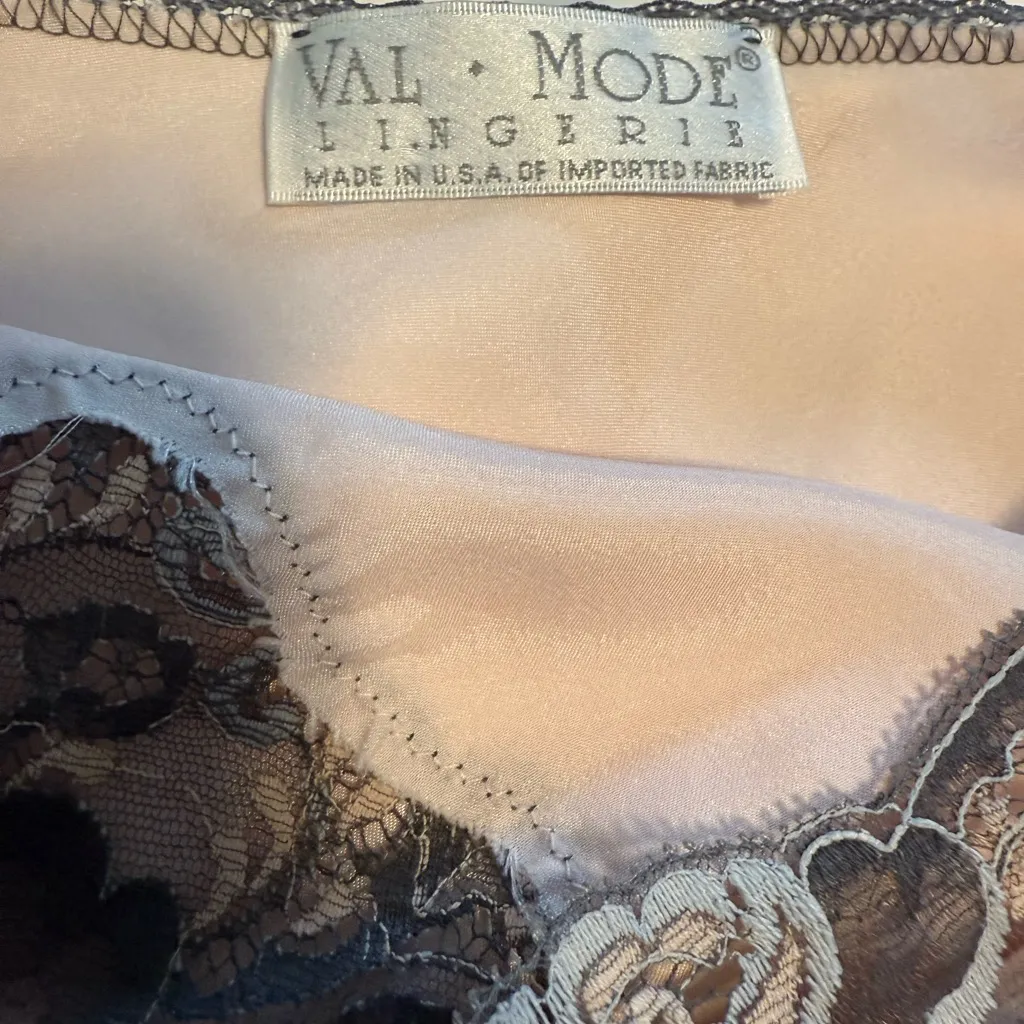 VAL · MODE®
LINGERIE
MADE IN U.S.A. OF IMPORTED FABRIC